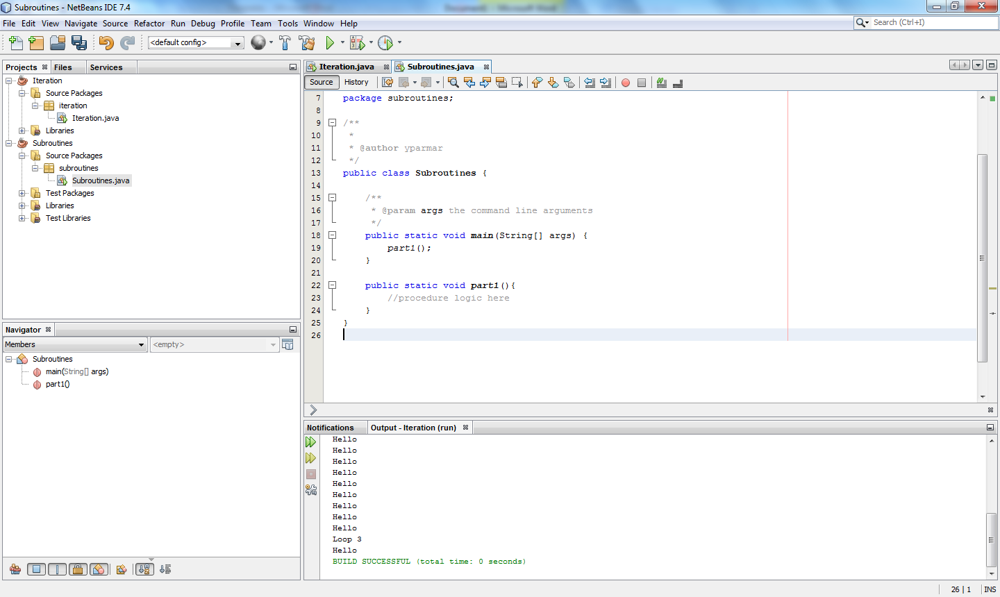 Subroutines - NetBeans IDE 7.4
File Edit View Navigate Source Refactor Run Debug Profile Team Tools Window Help
Search (Ctrl+I)
<default config>
Projects Files Services
Iteration
Source Packages
iteration
Iteration.java
Libraries
Subroutines
Source Packages
subroutines
Subroutines.java
Test Packages
Libraries
Test Libraries
Navigator
Members <empty>
Subroutines
main(String[] args)
part1()
Iteration.java Subroutines.java
Source History
7 package subroutines;
8
9 /**
10 *
11 * @author yparmar
12 */
13 public class Subroutines {
14
15 /**
16 * @param args the command line arguments
17 */
18 public static void main(String[] args) {
19 part1();
20 }
21
22 public static void part1(){
23 //procedure logic here
24 }
25 }
26
Notifications Output - Iteration (run)
Hello
Hello
Hello
Hello
Hello
Hello
Hello
Hello
Hello
Loop 3
Hello
BUILD SUCCESSFUL (total time: 0 seconds)
26 | 1 INS